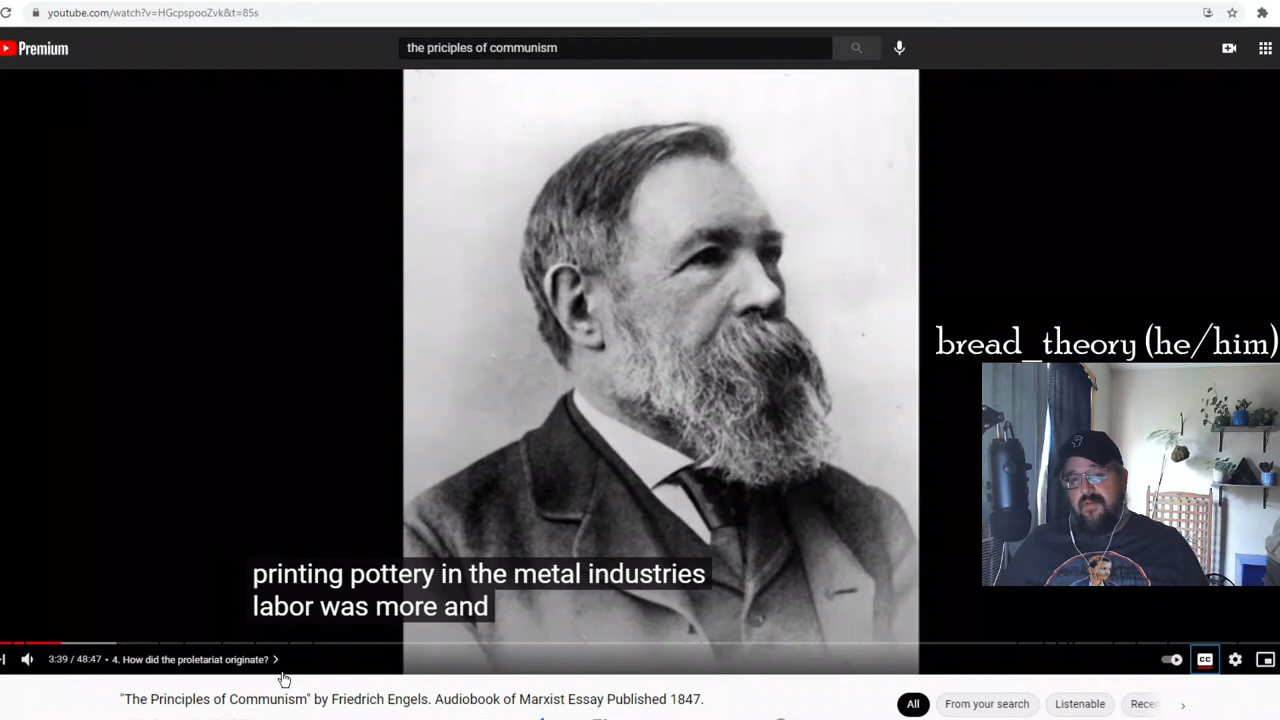 youtube.com/watch?v=HGcpspooZvk&t=85s
Premium
the priciples of communism
bread_theory (he/him)
printing pottery in the metal industries
labor was more and
3:39 / 48:47 • 4. How did the proletariat originate?
CC
"The Principles of Communism" by Friedrich Engels. Audiobook of Marxist Essay Published 1847.
All
From your search
Listenable